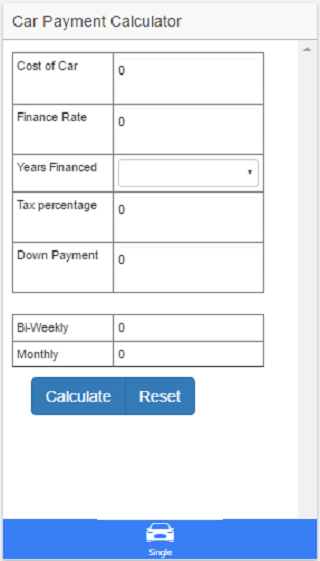 Car Payment Calculator
Cost of Car 0
Finance Rate 0
Years Financed
Tax percentage 0
Down Payment 0
Bi-Weekly 0
Monthly 0
Calculate Reset
Single